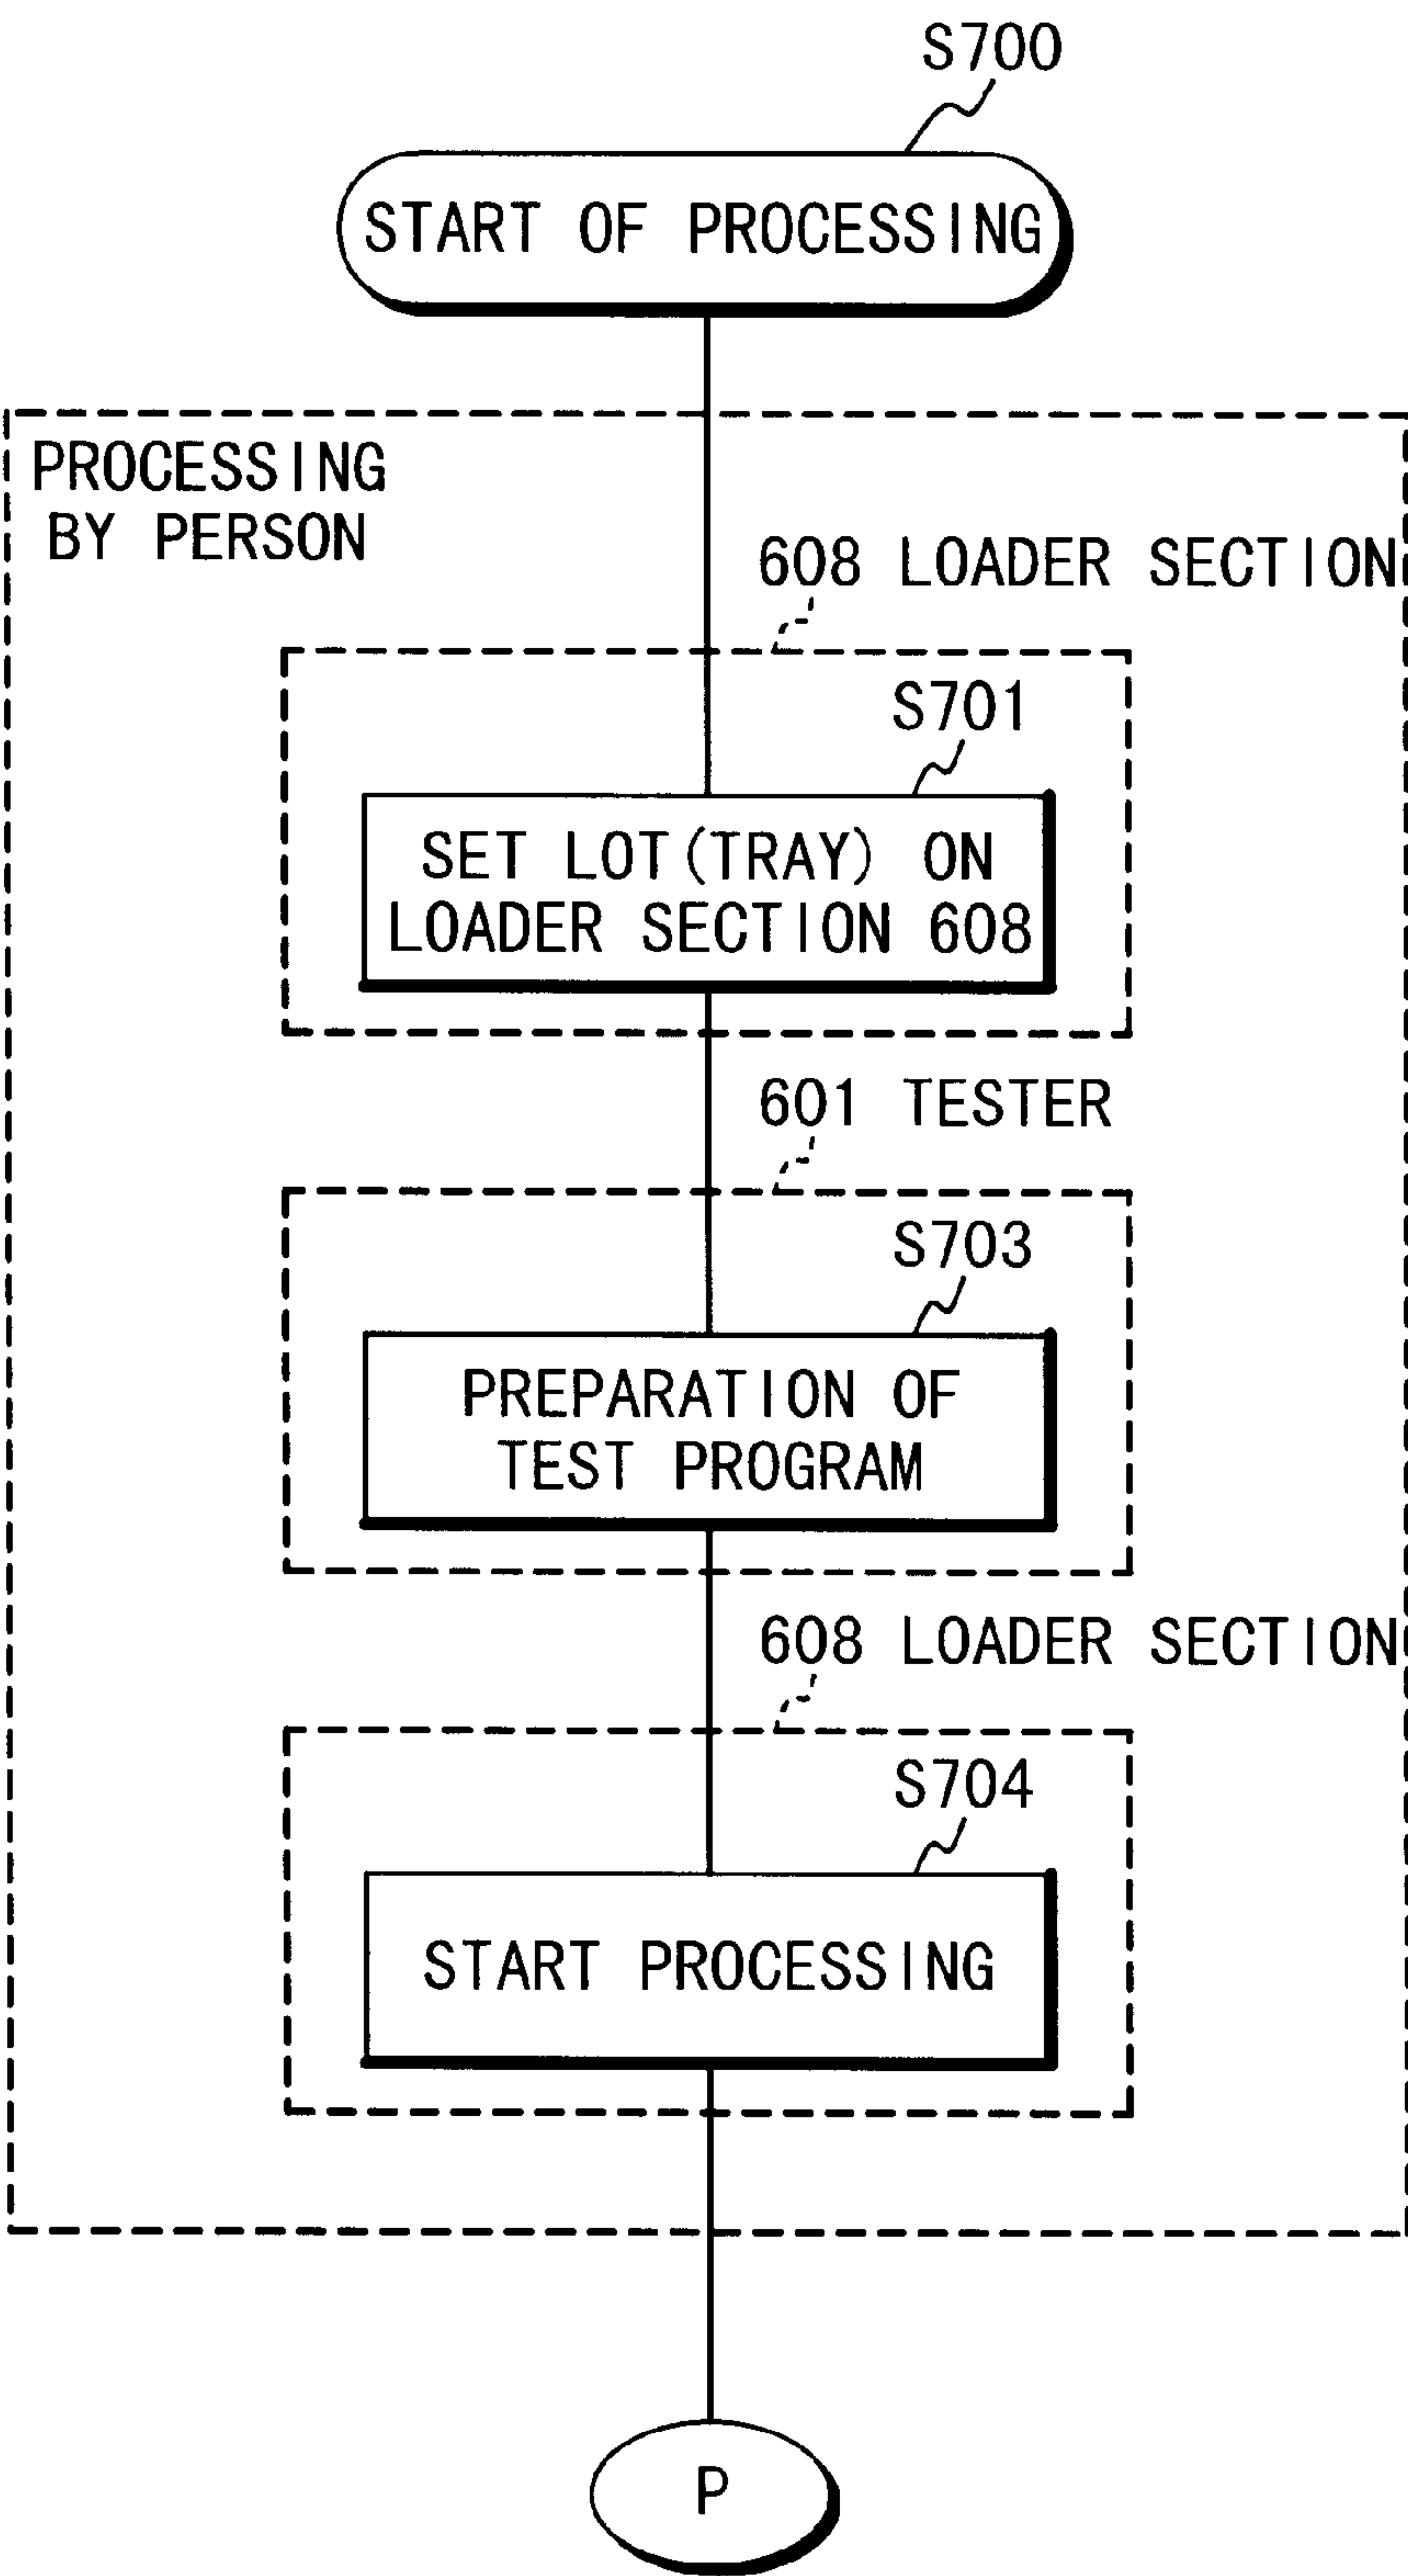 S700
START OF PROCESSING
PROCESSING
BY PERSON
608 LOADER SECTION
S701
SET LOT(TRAY) ON
LOADER SECTION 608
601 TESTER
S703
PREPARATION OF
TEST PROGRAM
608 LOADER SECTION
S704
START PROCESSING
P